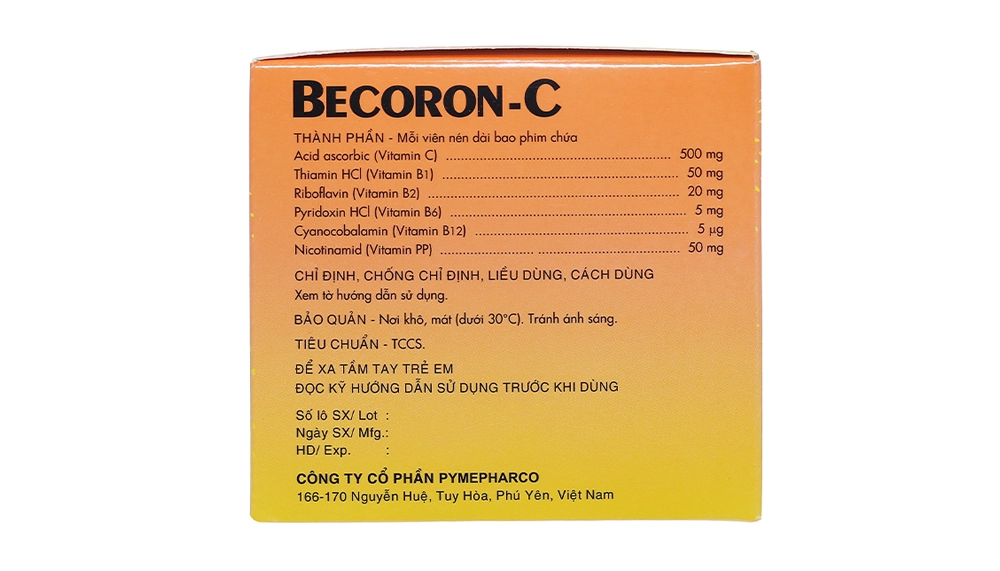 BECORON-C
THÀNH PHẦN - Mỗi viên nén dài bao phim chứa
Acid ascorbic (Vitamin C) ........................ 500 mg
Thiamin HCl (Vitamin B1) ........................ 50 mg
Riboflavin (Vitamin B2) ........................ 20 mg
Pyridoxin HCl (Vitamin B6) ........................ 5 mg
Cyanocobalamin (Vitamin B12) ........................ 5 µg
Nicotinamid (Vitamin PP) ........................ 50 mg
CHỈ ĐỊNH, CHỐNG CHỈ ĐỊNH, LIỀU DÙNG, CÁCH DÙNG
Xem tờ hướng dẫn sử dụng.
BẢO QUẢN - Nơi khô, mát (dưới 30°C). Tránh ánh sáng.
TIÊU CHUẨN - TCCS.
ĐỂ XA TẦM TAY TRẺ EM
ĐỌC KỸ HƯỚNG DẪN SỬ DỤNG TRƯỚC KHI DÙNG
Số lô SX/ Lot :
Ngày SX/ Mfg.:
HD/ Exp. :
CÔNG TY CỔ PHẦN PYMEPHARCO
166-170 Nguyễn Huệ, Tuy Hòa, Phú Yên, Việt Nam